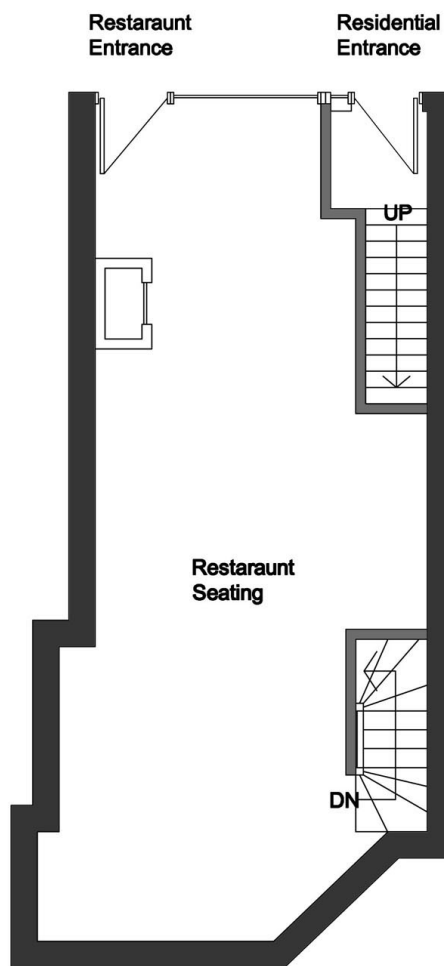 Restaraunt
Entrance
Residential
Entrance
UP
Restaraunt
Seating
DN